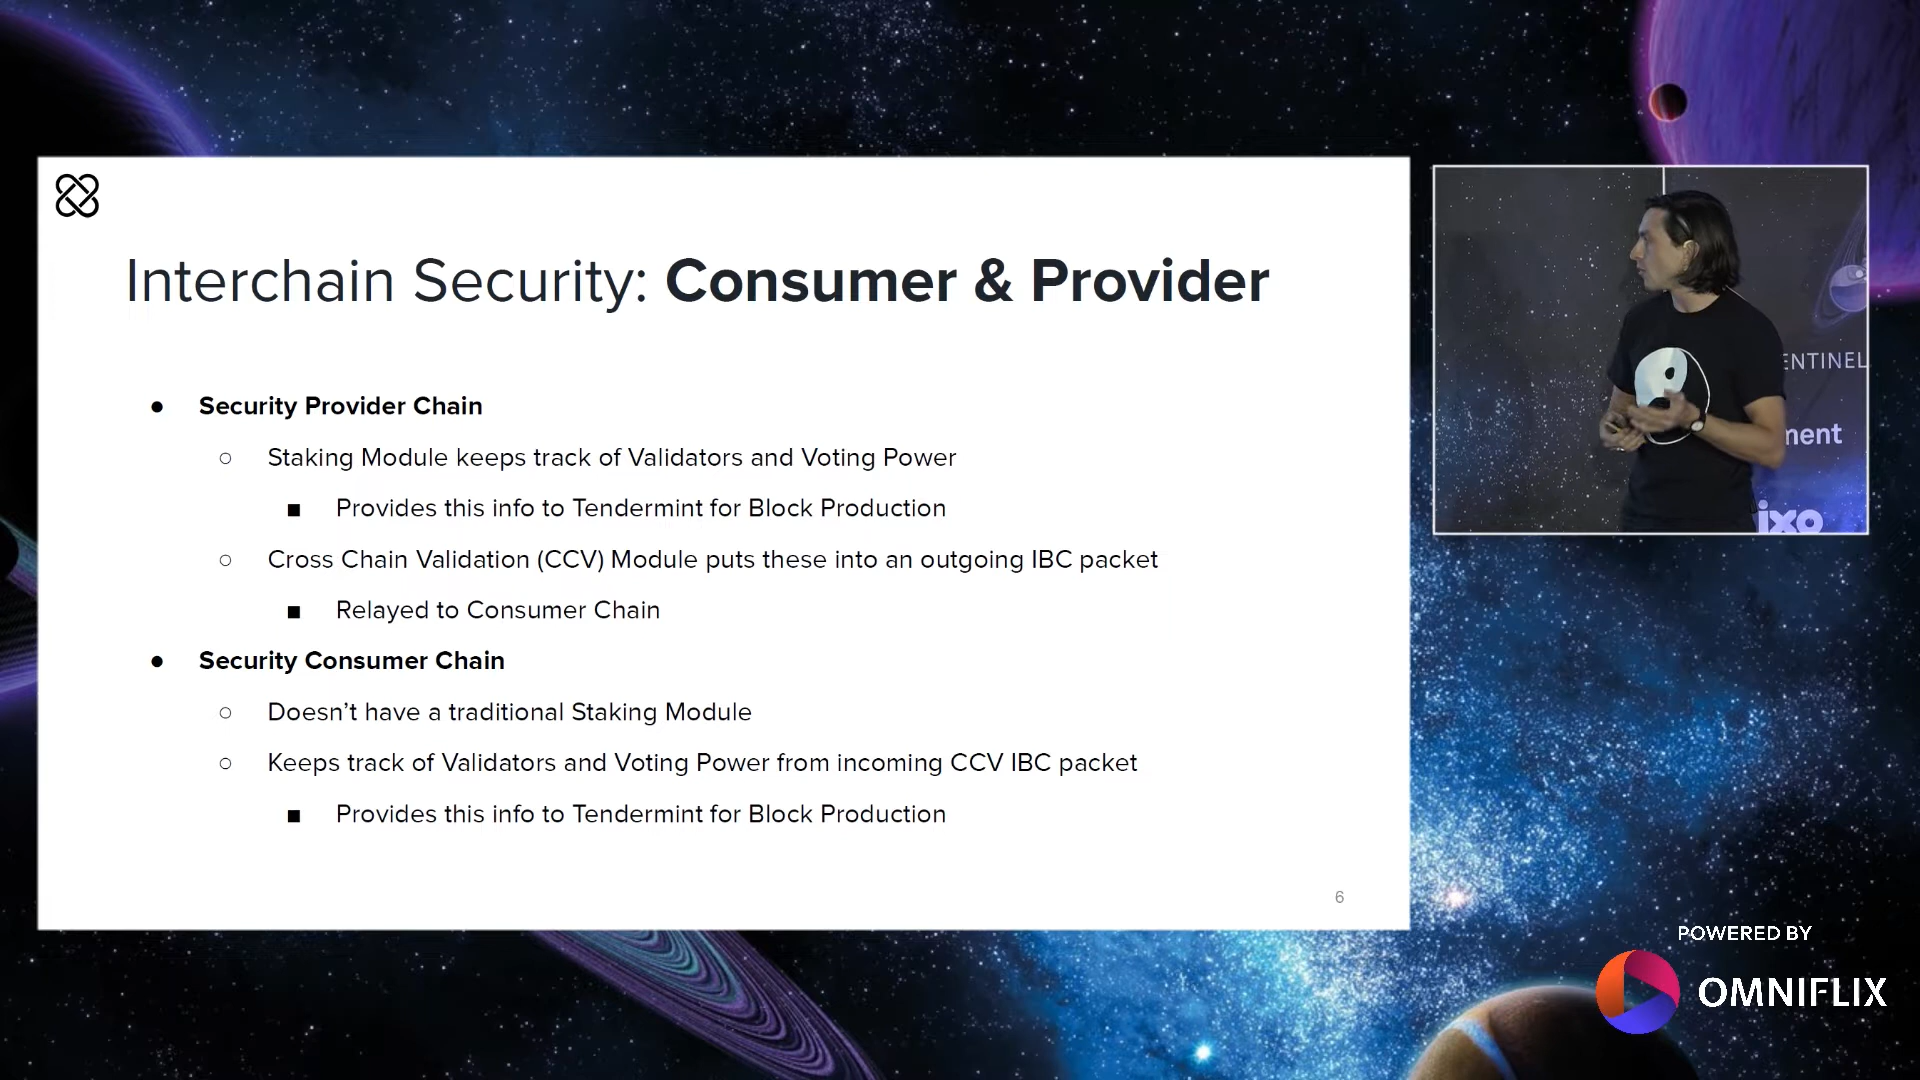 Interchain Security: Consumer & Provider
● Security Provider Chain
○ Staking Module keeps track of Validators and Voting Power
■ Provides this info to Tendermint for Block Production
○ Cross Chain Validation (CCV) Module puts these into an outgoing IBC packet
■ Relayed to Consumer Chain
● Security Consumer Chain
○ Doesn’t have a traditional Staking Module
○ Keeps track of Validators and Voting Power from incoming CCV IBC packet
■ Provides this info to Tendermint for Block Production
6
ENTINEL
ment
ixo
POWERED BY
OMNIFLIX